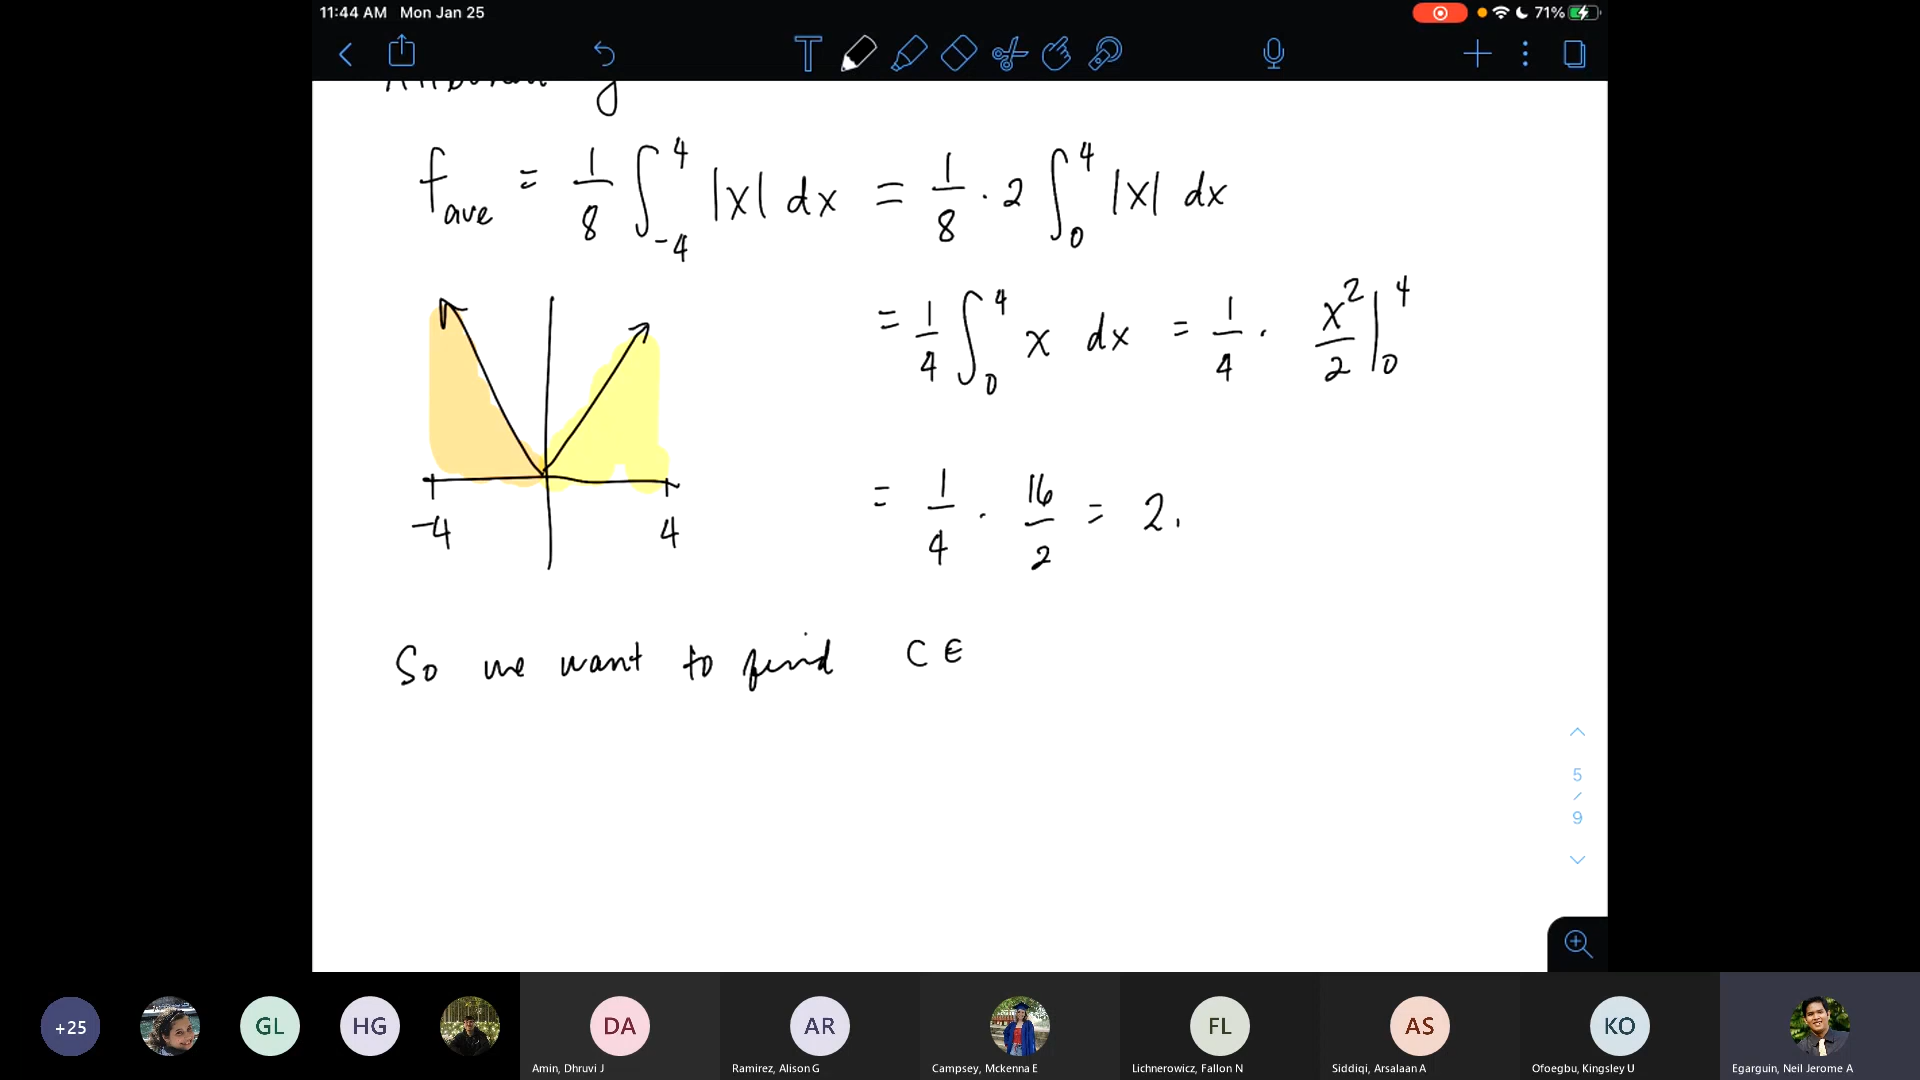 11:44 AM Mon Jan 25
71%
T
f_ave = 1/8 ∫_{-4}^{4} |x| dx = 1/8 · 2 ∫_0^4 |x| dx
= 1/4 ∫_0^4 x dx = 1/4 · x²/2 |_0^4
-4 4
= 1/4 · 16/2 = 2.
So we want to find C ∈
5
/
9
+25 GL HG DA AR FL AS KO
Amin, Dhruvi J Ramirez, Alison G Campsey, Mckenna E Lichnerowicz, Fallon N Siddiqi, Arsalaan A Ofoegbu, Kingsley U Egarguin, Neil Jerome A